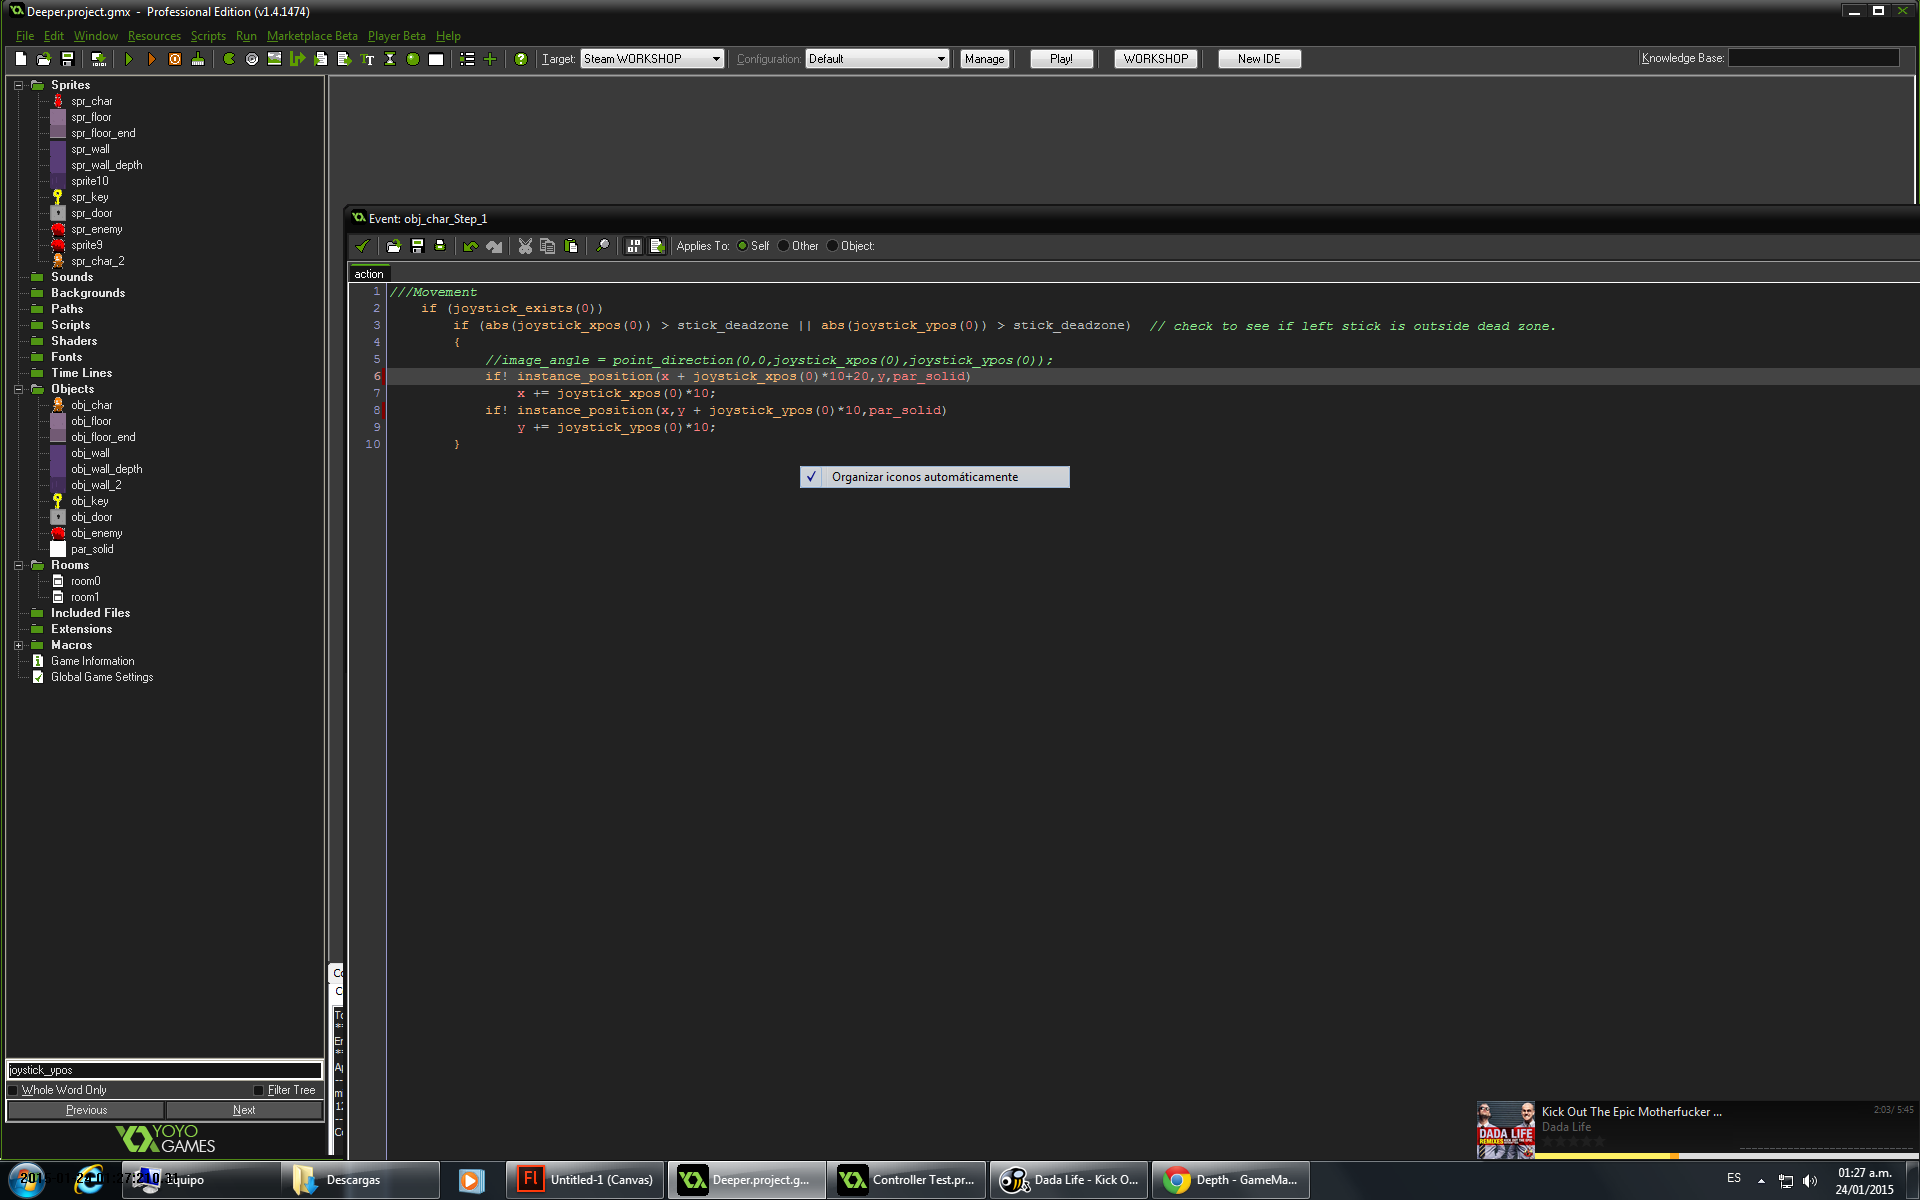 Deeper.project.gmx - Professional Edition (v1.4.1474)
File Edit Window Resources Scripts Run Marketplace Beta Player Beta Help
Target: Steam WORKSHOP Configuration: Default Manage Play! WORKSHOP New IDE Knowledge Base:
Sprites
spr_char
spr_floor
spr_floor_end
spr_wall
spr_wall_depth
sprite10
spr_key
spr_door
spr_enemy
sprite9
spr_char_2
Sounds
Backgrounds
Paths
Scripts
Shaders
Fonts
Time Lines
Objects
obj_char
obj_floor
obj_floor_end
obj_wall
obj_wall_depth
obj_wall_2
obj_key
obj_door
obj_enemy
par_solid
Rooms
room0
room1
Included Files
Extensions
Macros
Game Information
Global Game Settings
joystick_ypos
Whole Word Only Filter Tree
Previous Next
YOYO GAMES
Event: obj_char_Step_1
Applies To: Self Other Object:
action
1 ///Movement
2 if (joystick_exists(0))
3 if (abs(joystick_xpos(0)) > stick_deadzone || abs(joystick_ypos(0)) > stick_deadzone) // check to see if left stick is outside dead zone.
4 {
5 //image_angle = point_direction(0,0,joystick_xpos(0),joystick_ypos(0));
6 if! instance_position(x + joystick_xpos(0)*10+20,y,par_solid)
7 x += joystick_xpos(0)*10;
8 if! instance_position(x,y + joystick_ypos(0)*10,par_solid)
9 y += joystick_ypos(0)*10;
10 }
Organizar iconos automáticamente
Kick Out The Epic Motherfucker ... 2:03/ 5:45
Dada Life
DADA LIFE
Equipo Descargas Untitled-1 (Canvas) Deeper.project.g... Controller Test.pr... Dada Life - Kick O... Depth - GameMa... ES 01:27 a.m.
24/01/2015